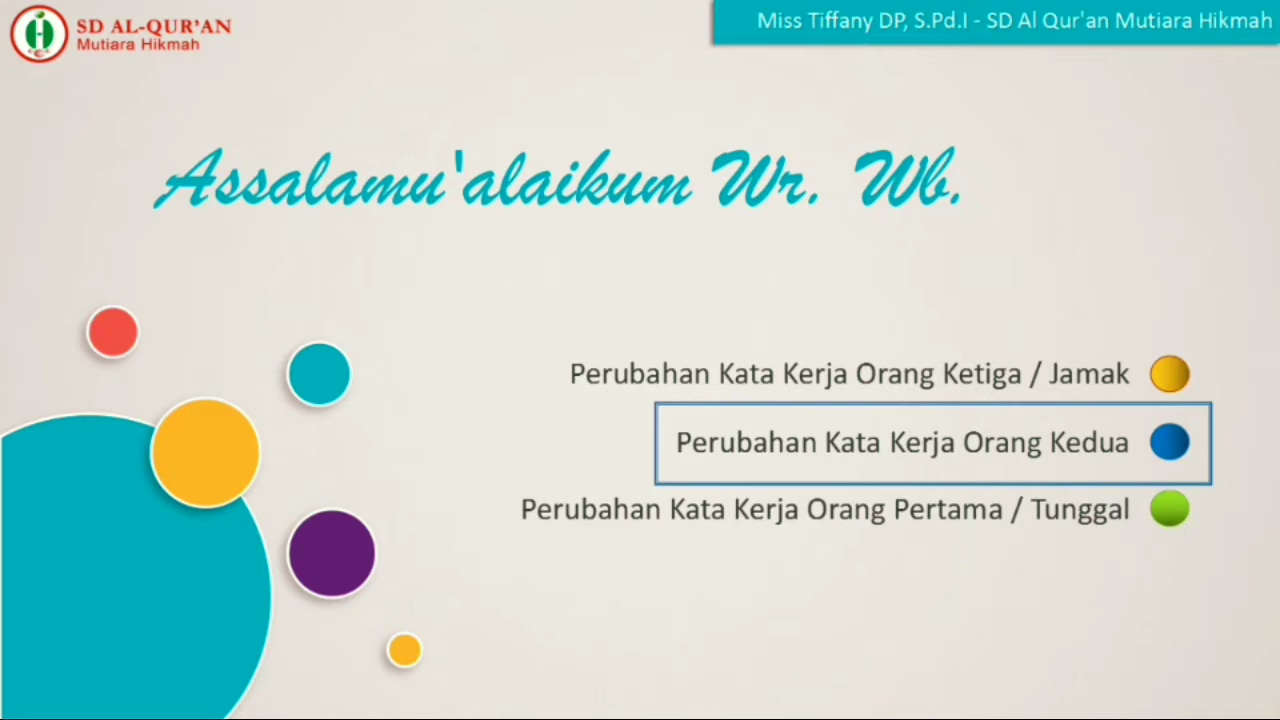 SD AL-QUR'AN
Mutiara Hikmah
Miss Tiffany DP, S.Pd.I - SD Al Qur'an Mutiara Hikmah
Assalamu'alaikum Wr. Wb.
Perubahan Kata Kerja Orang Ketiga / Jamak
Perubahan Kata Kerja Orang Kedua
Perubahan Kata Kerja Orang Pertama / Tunggal